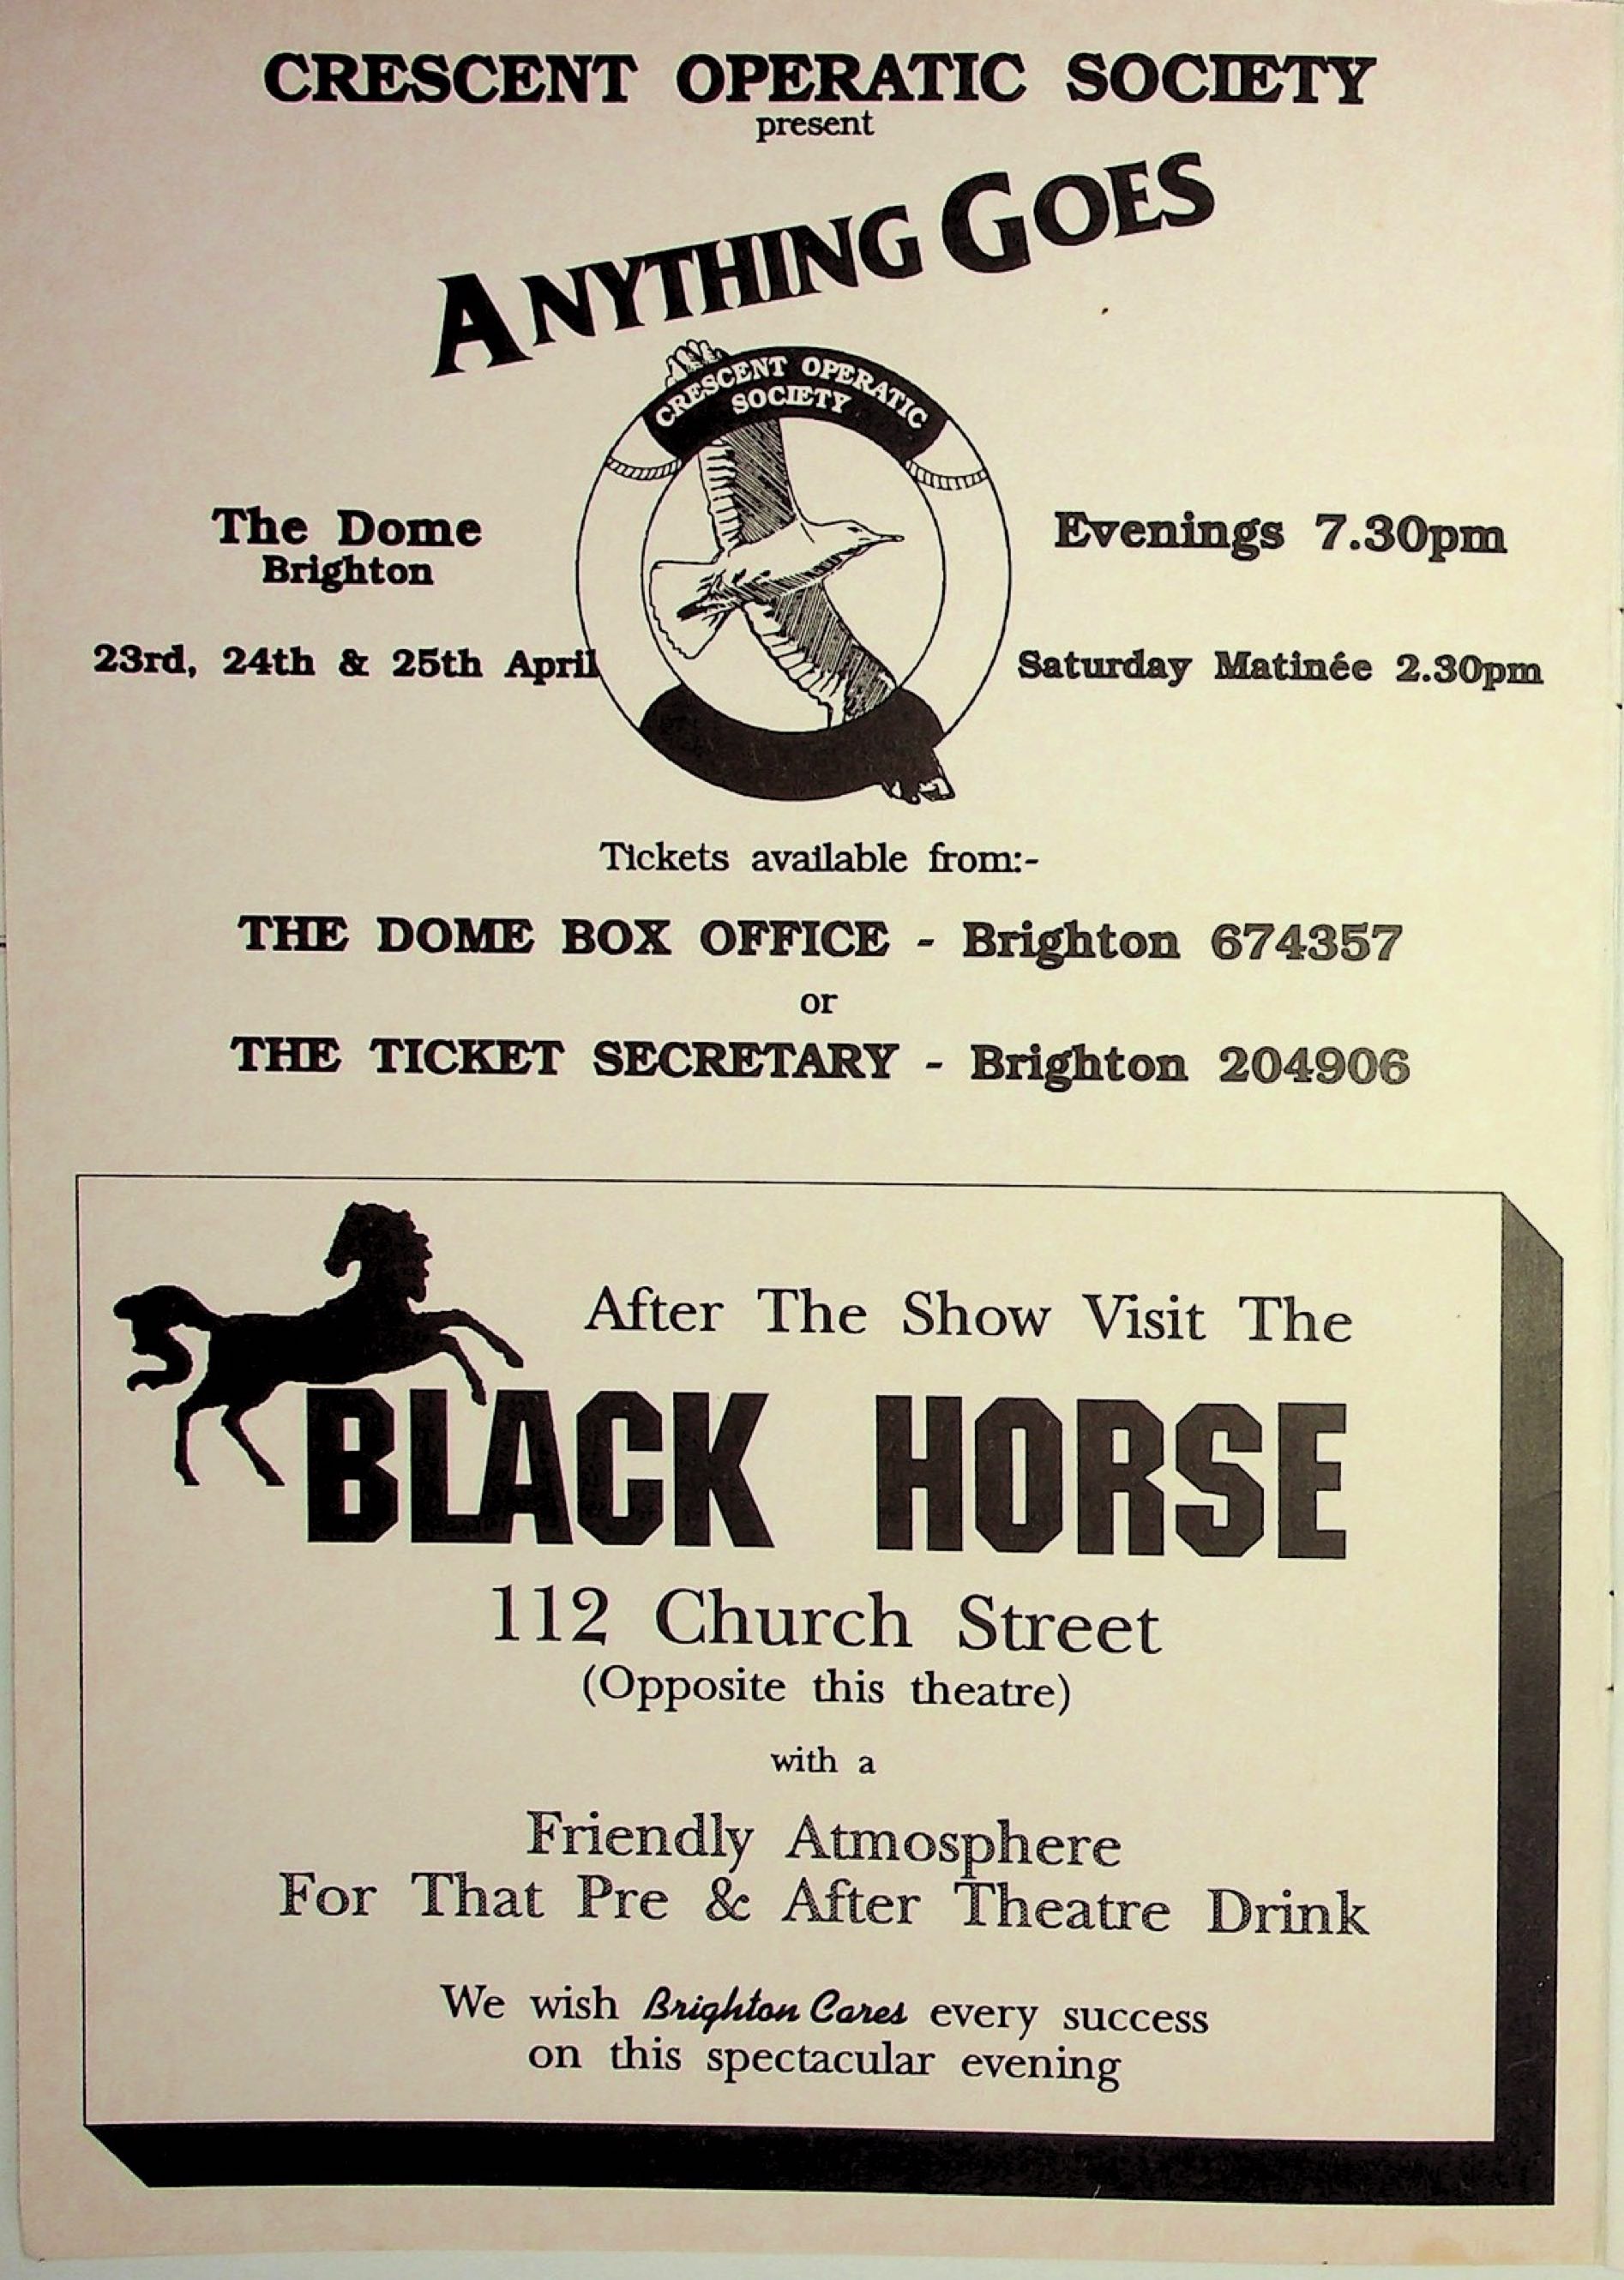 CRESCENT OPERATIC SOCIETY
present
ANYTHING GOES
CRESCENT OPERATIC
SOCIETY
The Dome
Brighton
23rd, 24th & 25th April
Evenings 7.30pm
Saturday Matinée 2.30pm
Tickets available from:-
THE DOME BOX OFFICE - Brighton 674357
or
THE TICKET SECRETARY - Brighton 204906
After The Show Visit The
BLACK HORSE
112 Church Street
(Opposite this theatre)
with a
Friendly Atmosphere
For That Pre & After Theatre Drink
We wish Brighton Cares every success
on this spectacular evening